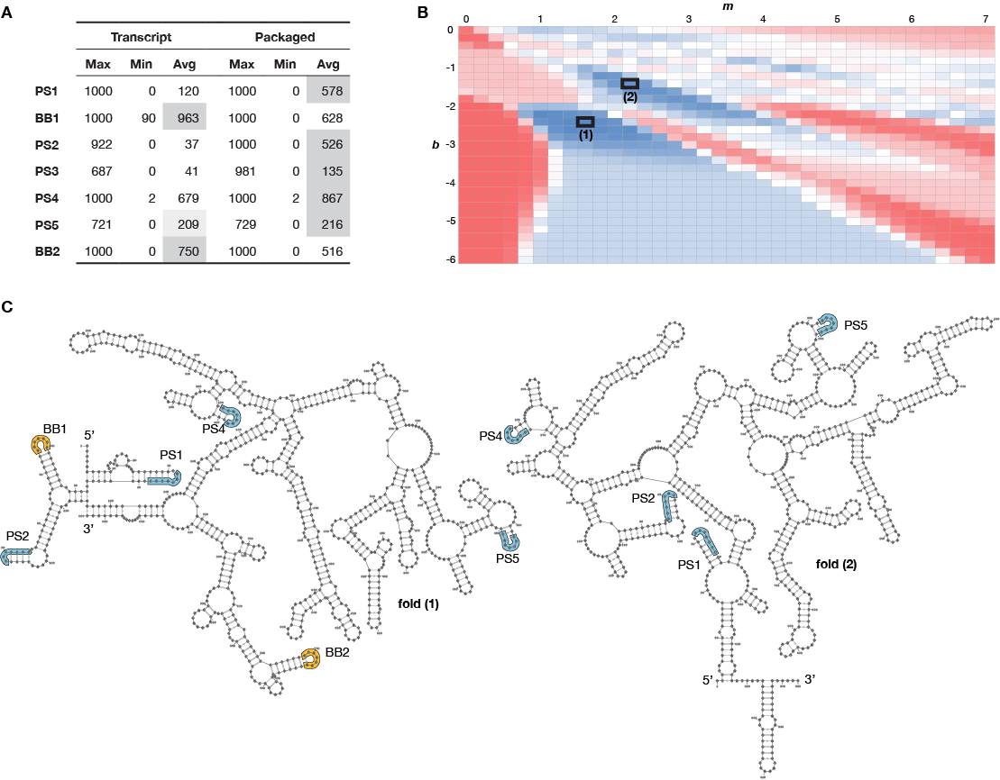 A
Transcript Packaged
Max Min Avg Max Min Avg
PS1 1000 0 120 1000 0 578
BB1 1000 90 963 1000 0 628
PS2 922 0 37 1000 0 526
PS3 687 0 41 981 0 135
PS4 1000 2 679 1000 2 867
PS5 721 0 209 729 0 216
BB2 1000 0 750 1000 0 516
B
m
0 1 2 3 4 5 6 7
0
-1
-2
b
-3
-4
-5
-6
(2)
(1)
C
BB1
5’
PS1
PS4
3’
PS2
PS5
fold (1)
BB2
PS5
PS4
PS2
PS1
fold (2)
5’
3’